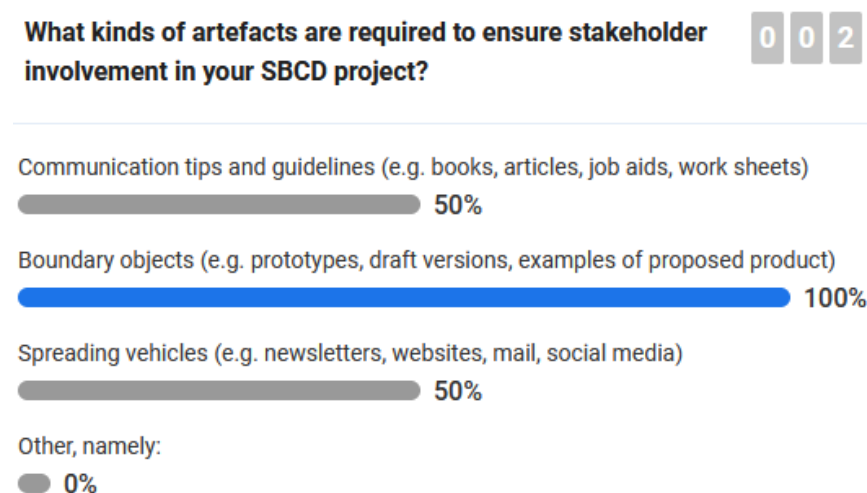 What kinds of artefacts are required to ensure stakeholder
involvement in your SBCD project?
0 0 2
Communication tips and guidelines (e.g. books, articles, job aids, work sheets)
50%
Boundary objects (e.g. prototypes, draft versions, examples of proposed product)
100%
Spreading vehicles (e.g. newsletters, websites, mail, social media)
50%
Other, namely:
0%